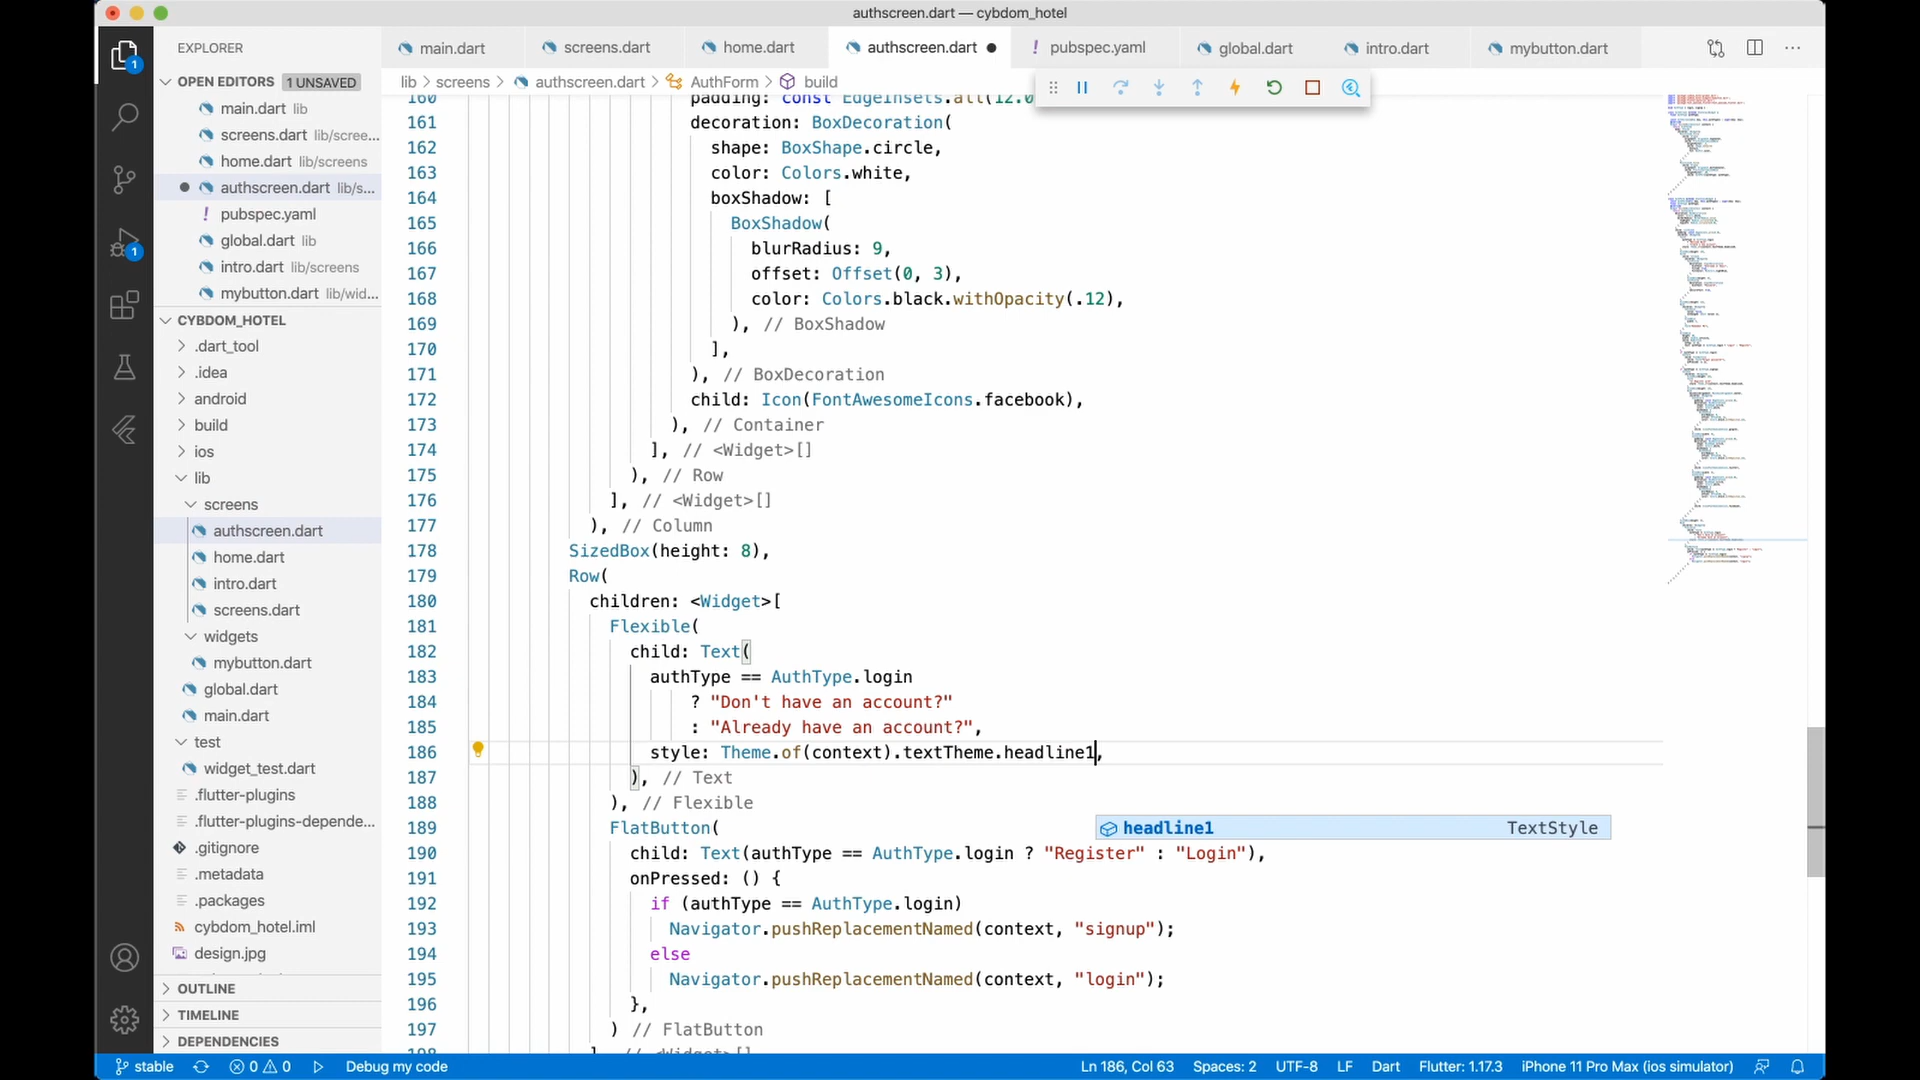 authscreen.dart — cybdom_hotel
EXPLORER
main.dart
screens.dart
home.dart
authscreen.dart
! pubspec.yaml
global.dart
intro.dart
mybutton.dart
lib > screens > authscreen.dart > AuthForm > build
OPEN EDITORS 1 UNSAVED
main.dart lib
screens.dart lib/scree...
home.dart lib/screens
authscreen.dart lib/s...
! pubspec.yaml
global.dart lib
intro.dart lib/screens
mybutton.dart lib/wid...
CYBDOM_HOTEL
.dart_tool
.idea
android
build
ios
lib
screens
authscreen.dart
home.dart
intro.dart
screens.dart
widgets
mybutton.dart
global.dart
main.dart
test
widget_test.dart
.flutter-plugins
.flutter-plugins-depende...
.gitignore
.metadata
.packages
cybdom_hotel.iml
design.jpg
OUTLINE
TIMELINE
DEPENDENCIES
1
1
160 padding: const EdgeInsets.all(12.0
161 decoration: BoxDecoration(
162 shape: BoxShape.circle,
163 color: Colors.white,
164 boxShadow: [
165 BoxShadow(
166 blurRadius: 9,
167 offset: Offset(0, 3),
168 color: Colors.black.withOpacity(.12),
169 ), // BoxShadow
170 ],
171 ), // BoxDecoration
172 child: Icon(FontAwesomeIcons.facebook),
173 ), // Container
174 ], // <Widget>[]
175 ), // Row
176 ], // <Widget>[]
177 ), // Column
178 SizedBox(height: 8),
179 Row(
180 children: <Widget>[
181 Flexible(
182 child: Text(
183 authType == AuthType.login
184 ? "Don't have an account?"
185 : "Already have an account?",
186 style: Theme.of(context).textTheme.headline1,
187 ), // Text
188 ), // Flexible
189 FlatButton(
headline1 TextStyle
190 child: Text(authType == AuthType.login ? "Register" : "Login"),
191 onPressed: () {
192 if (authType == AuthType.login)
193 Navigator.pushReplacementNamed(context, "signup");
194 else
195 Navigator.pushReplacementNamed(context, "login");
196 },
197 ) // FlatButton
198 ], // <Widget>[]
stable
0
0
Debug my code
Ln 186, Col 63
Spaces: 2
UTF-8
LF
Dart
Flutter: 1.17.3
iPhone 11 Pro Max (ios simulator)